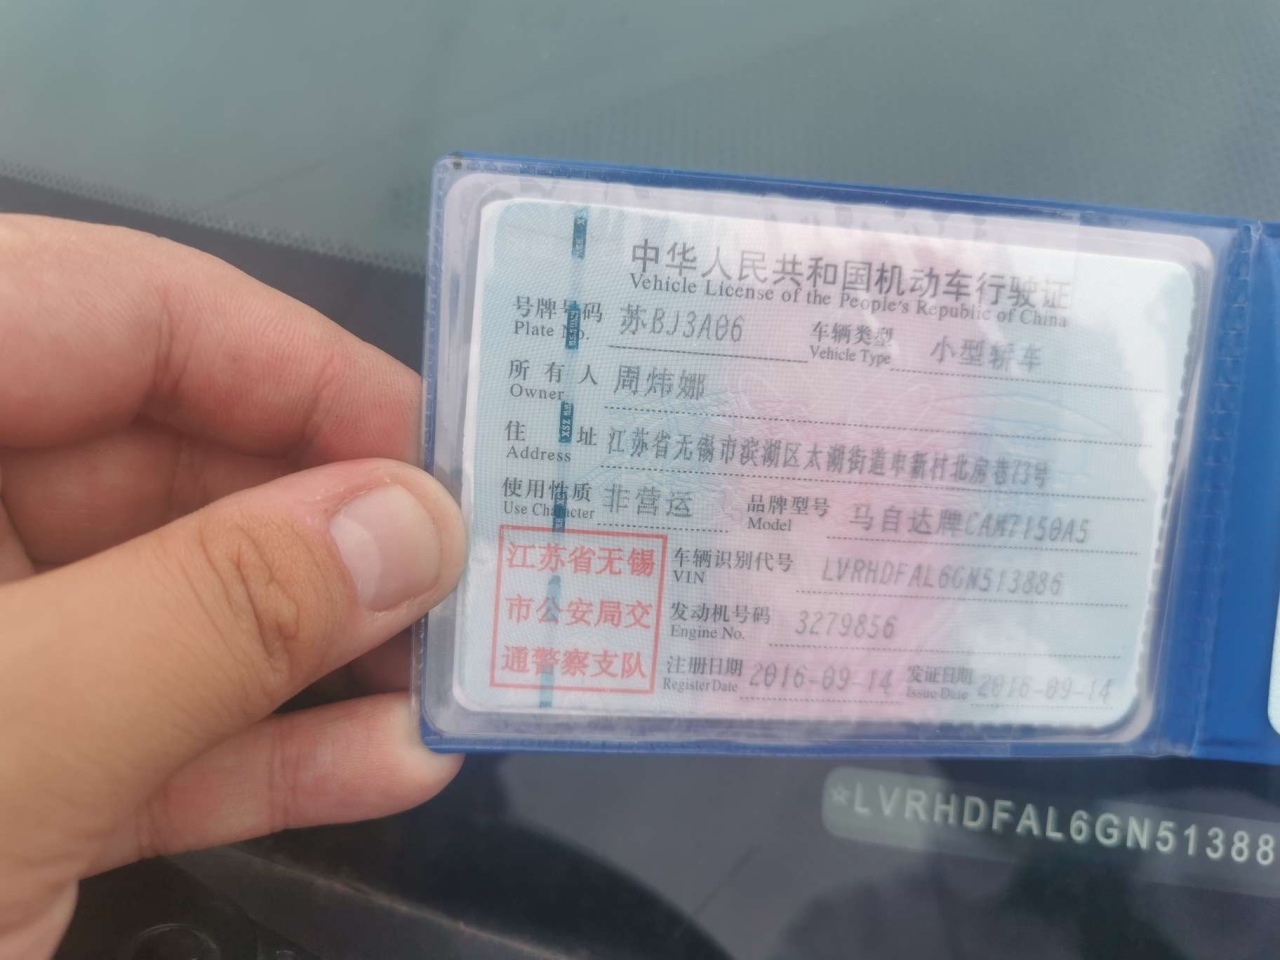 中华人民共和国机动车行驶证
Vehicle License of the People's Republic of China
号牌号码 苏BJ3A06 车辆类型 小型轿车
Plate No. Vehicle Type
所有人 周炜娜
Owner
住址 江苏省无锡市滨湖区太湖街道申新村北房巷73号
Address
使用性质 非营运 品牌型号 马自达牌CAM7150A5
Use Character Model
江苏省无锡
市公安局交
通警察支队
车辆识别代号 LVRHDFAL6GN513886
VIN
发动机号码 3279856
Engine No.
注册日期 2016-09-14 发证日期 2016-09-14
Register Date Issue Date
☆LVRHDFAL6GN51388